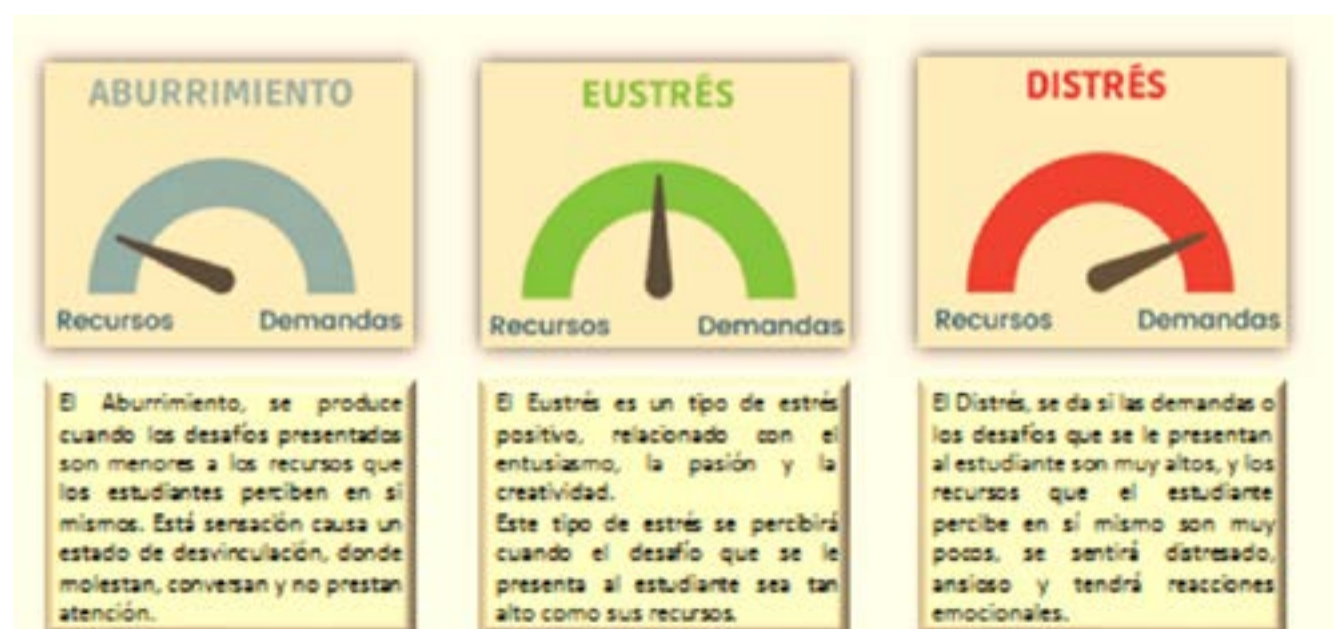 ABURRIMIENTO
Recursos Demandas
El Aburrimiento, se produce
cuando los desafíos presentados
son menores a los recursos que
los estudiantes perciben en si
mismos. Está sensación causa un
estado de desvinculación, donde
molestan, conversan y no prestan
atención.
EUSTRÉS
Recursos Demandas
El Eustrés es un tipo de estrés
positivo, relacionado con el
entusiasmo, la pasión y la
creatividad.
Este tipo de estrés se percibirá
cuando el desafío que se le
presenta al estudiante sea tan
alto como sus recursos.
DISTRÉS
Recursos Demandas
El Distrés, se da si las demandas o
los desafíos que se le presentan
al estudiante son muy altos, y los
recursos que el estudiante
percibe en sí mismo son muy
pocos, se sentirá distresado,
ansioso y tendrá reacciones
emocionales.